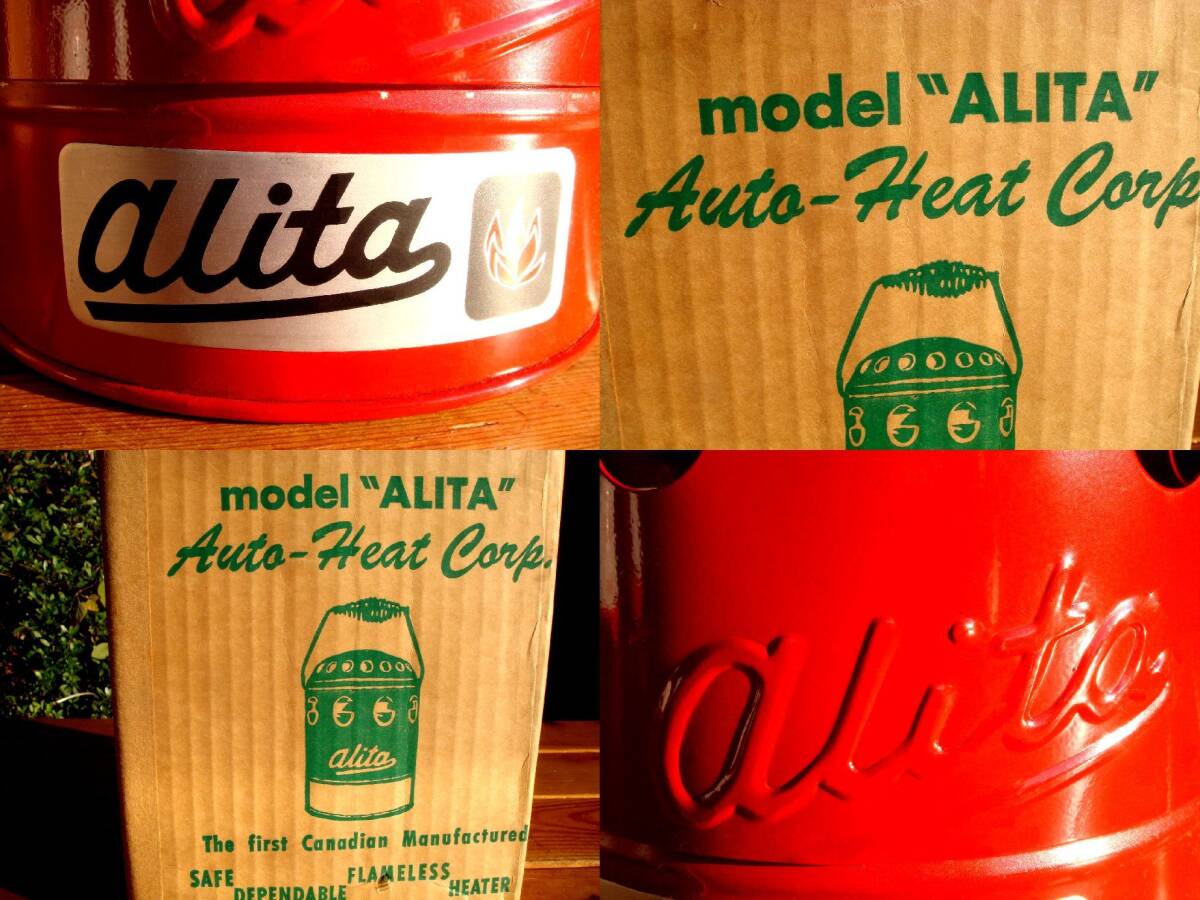 alita
model "ALITA"
Auto-Heat Corp
model "ALITA"
Auto-Heat Corp.
alita
The first Canadian Manufactured
SAFE FLAMELESS
DEPENDABLE HEATER
alita